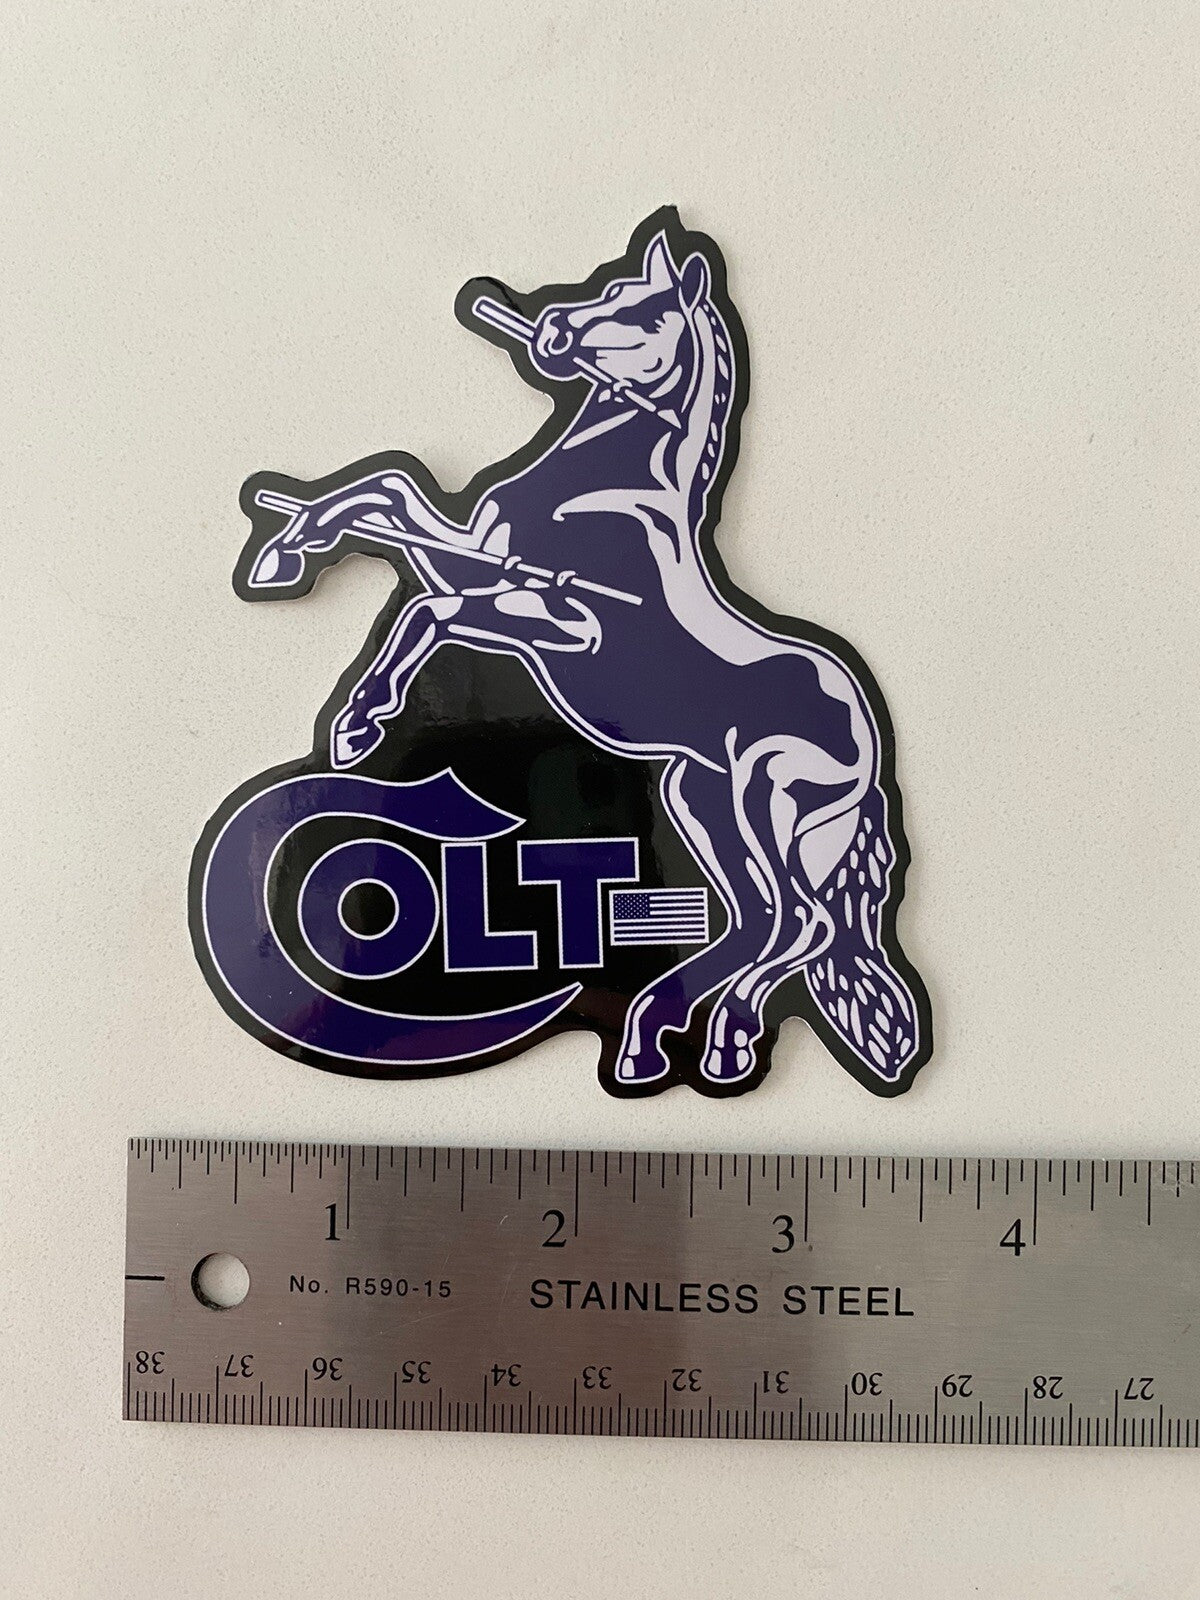 COLT
1 2 3 4
No. R590-15 STAINLESS STEEL
38 37 36 35 34 33 32 31 30 29 28 27